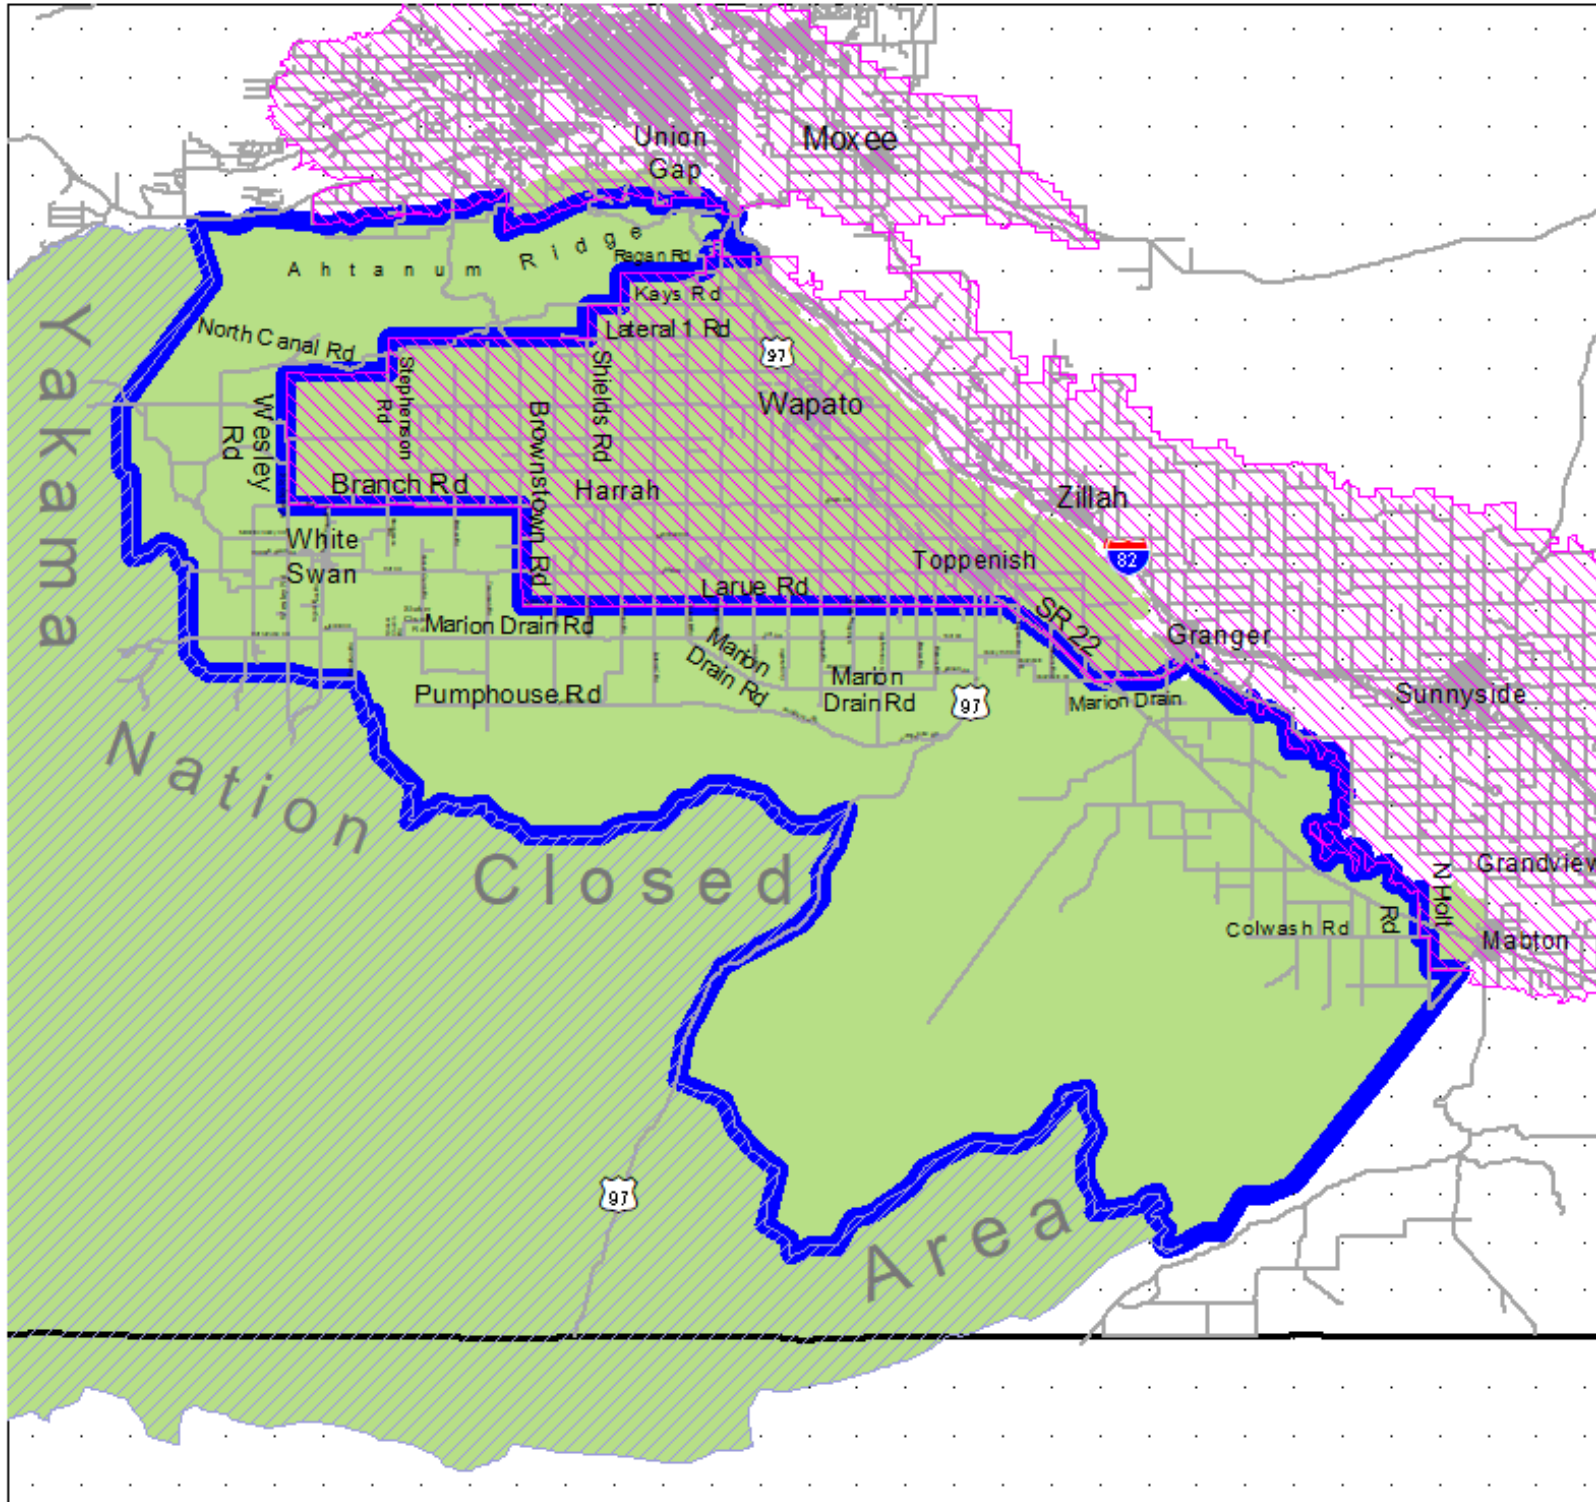 Union
Gap
Moxee
Ahtanum Ridge
Ragan Rd
Kays Rd
Lateral 1 Rd
North Canal Rd
97
Stephenson
Rd
Shields Rd
Wapato
Wesley
Rd
Brownstown Rd
Branch Rd
Harrah
Zillah
White
Swan
Toppenish
82
Larue Rd
SR 22
Marion Drain Rd
Granger
Marion
Drain Rd
Marion
Drain Rd
Pumphouse Rd
97
Marion Drain
Sunnyside
Yakama
Nation
Closed
Area
Grandview
N Holt
Rd
Colwash Rd
Mabton
97